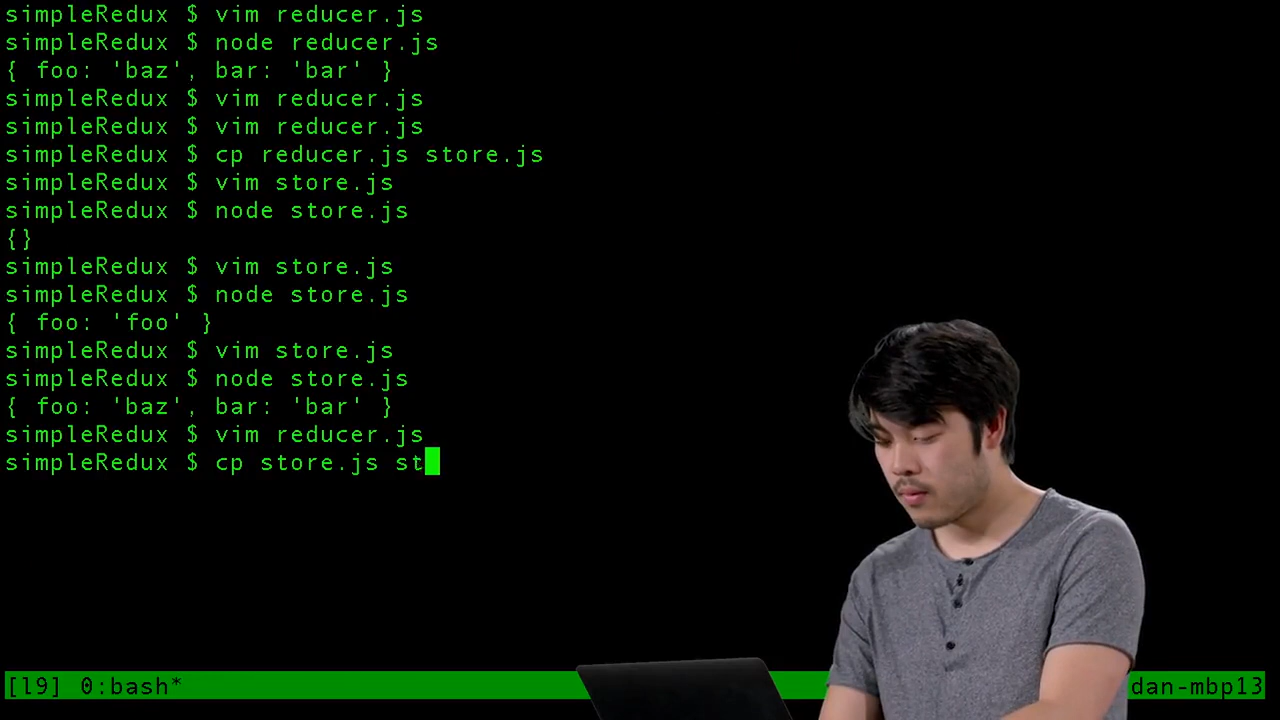 simpleRedux $ vim reducer.js
simpleRedux $ node reducer.js
{ foo: 'baz', bar: 'bar' }
simpleRedux $ vim reducer.js
simpleRedux $ vim reducer.js
simpleRedux $ cp reducer.js store.js
simpleRedux $ vim store.js
simpleRedux $ node store.js
{}
simpleRedux $ vim store.js
simpleRedux $ node store.js
{ foo: 'foo' }
simpleRedux $ vim store.js
simpleRedux $ node store.js
{ foo: 'baz', bar: 'bar' }
simpleRedux $ vim reducer.js
simpleRedux $ cp store.js st
[l9] 0:bash* dan-mbp13